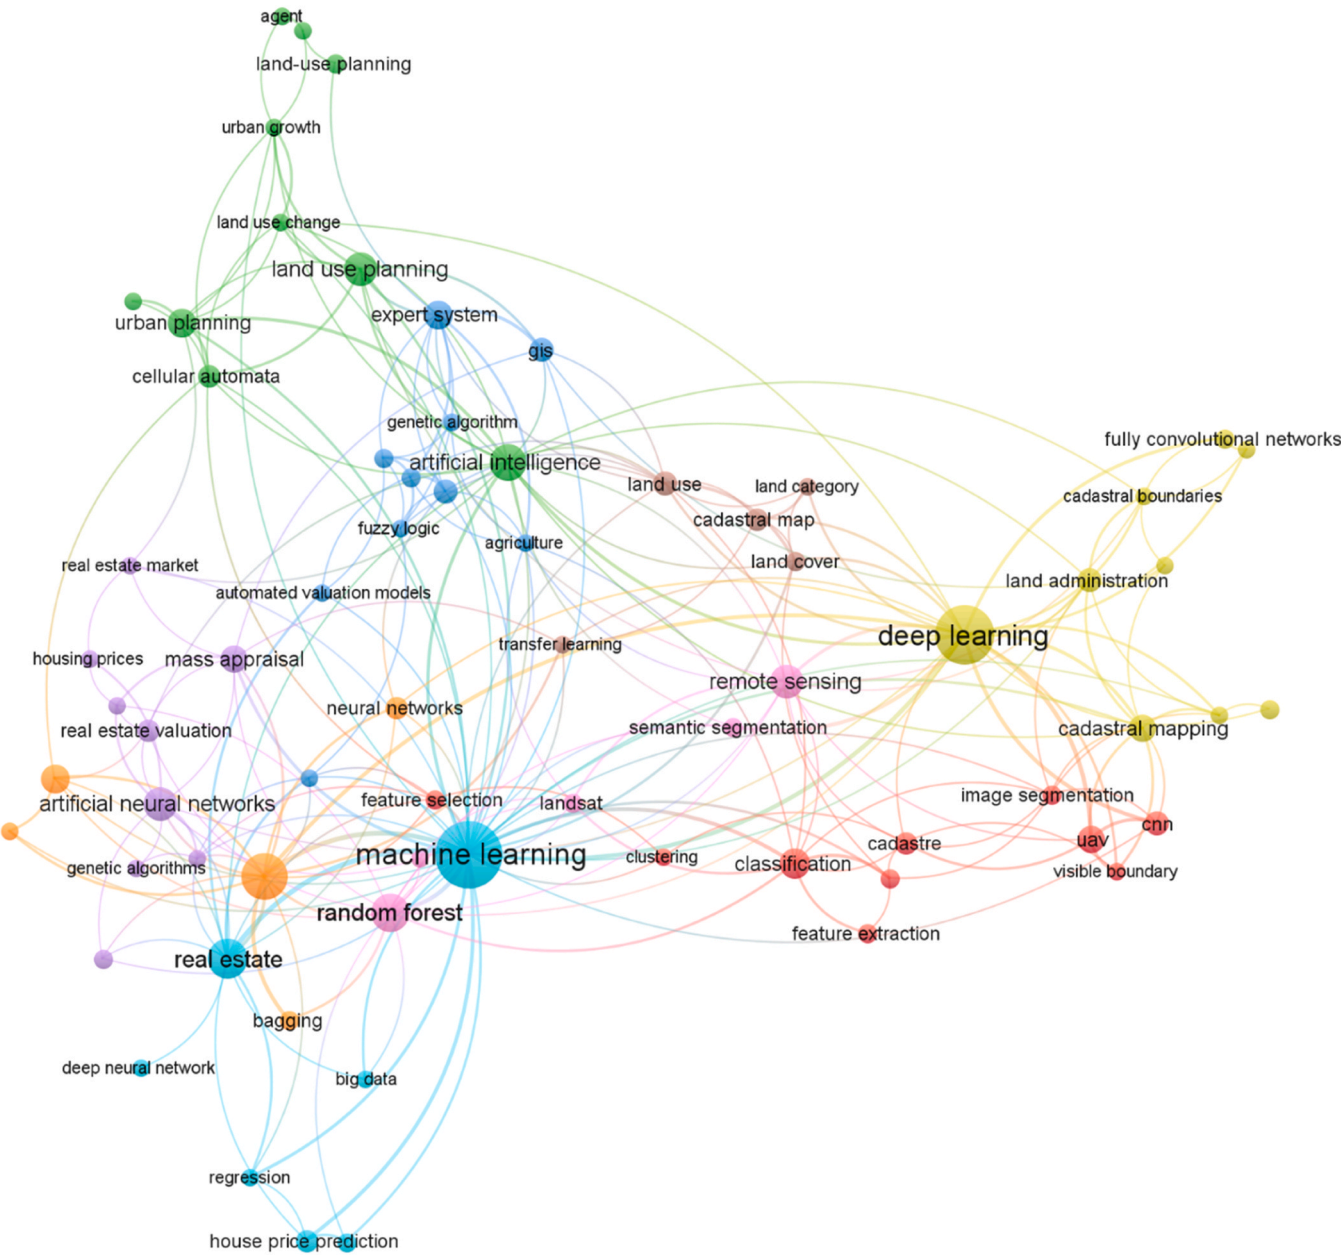 agent
land-use planning
urban growth
land use change
land use planning
expert system
urban planning
gis
cellular automata
genetic algorithm
fully convolutional networks
artificial intelligence
land use
land category
cadastral boundaries
cadastral map
fuzzy logic
agriculture
land cover
real estate market
land administration
automated valuation models
deep learning
transfer learning
housing prices
mass appraisal
remote sensing
neural networks
semantic segmentation
real estate valuation
cadastral mapping
image segmentation
artificial neural networks
feature selection
landsat
cnn
uav
cadastre
machine learning
clustering
classification
genetic algorithms
visible boundary
random forest
feature extraction
real estate
bagging
deep neural network
big data
regression
house price prediction